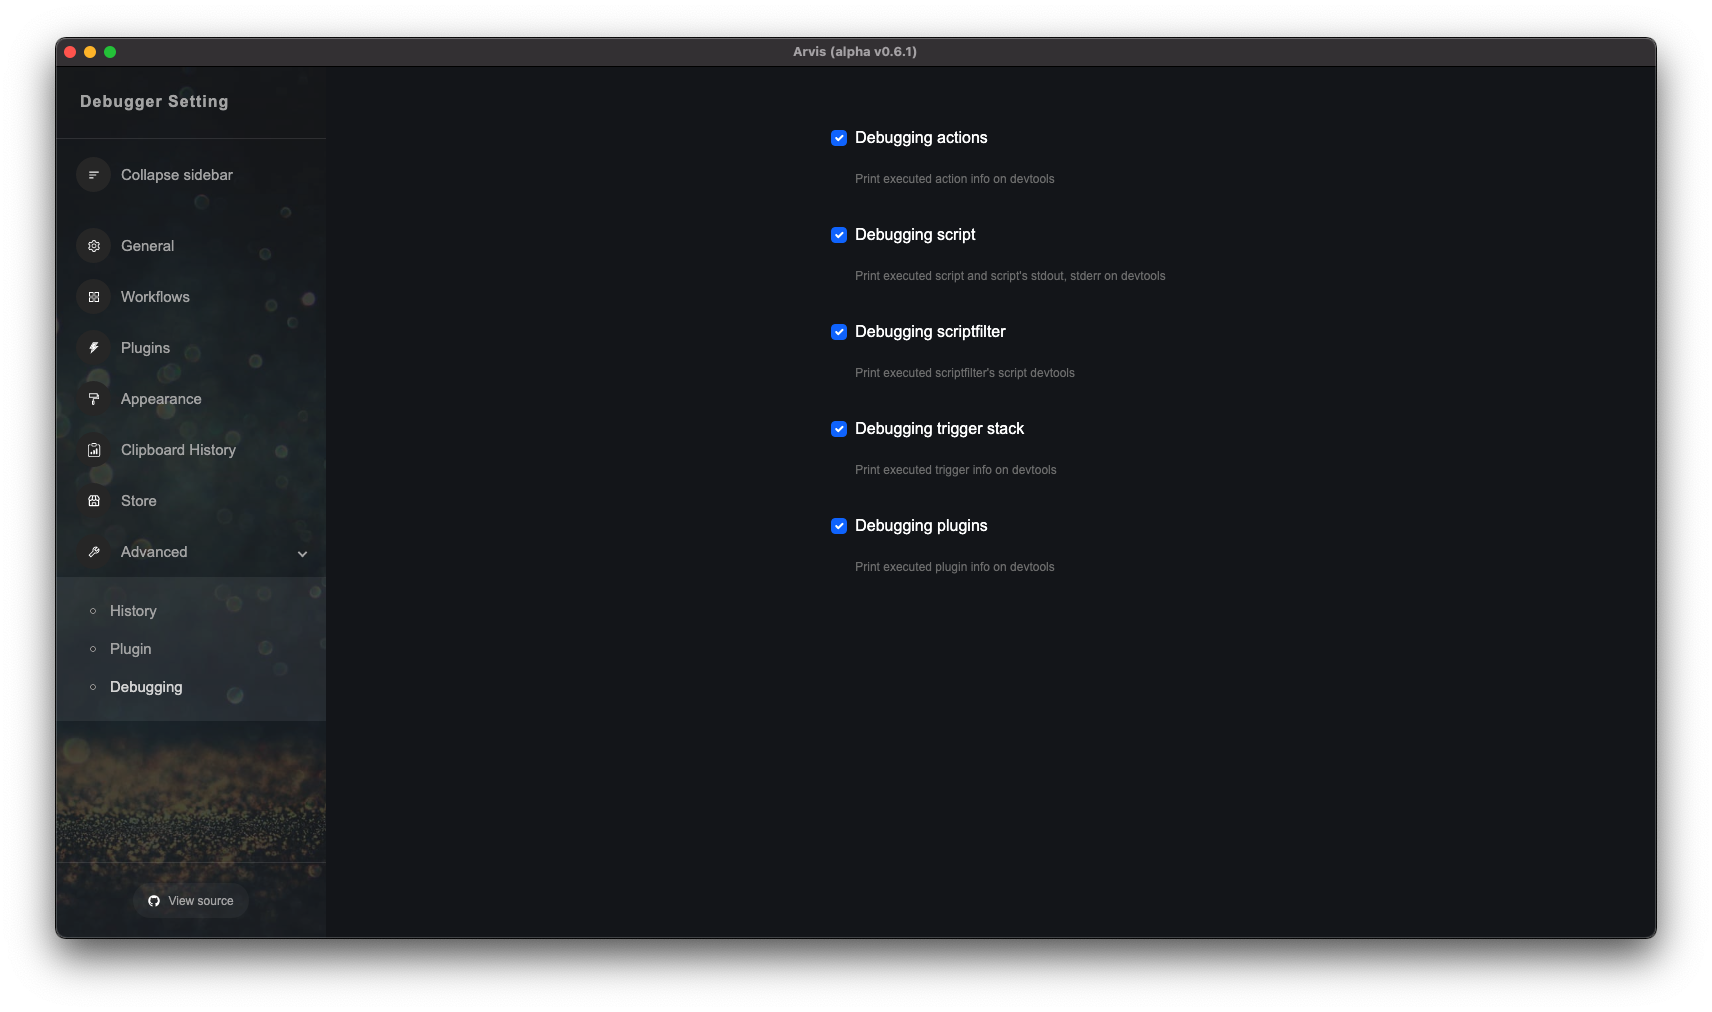 Arvis (alpha v0.6.1)
Debugger Setting
Collapse sidebar
General
Workflows
Plugins
Appearance
Clipboard History
Store
Advanced
History
Plugin
Debugging
View source
Debugging actions
Print executed action info on devtools
Debugging script
Print executed script and script's stdout, stderr on devtools
Debugging scriptfilter
Print executed scriptfilter's script devtools
Debugging trigger stack
Print executed trigger info on devtools
Debugging plugins
Print executed plugin info on devtools